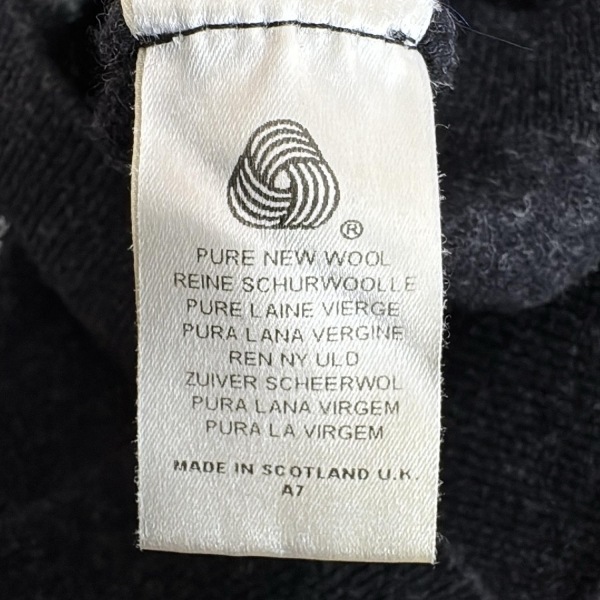 ®
PURE NEW WOOL
REINE SCHURWOOLLE
PURE LAINE VIERGE
PURA LANA VERGINE
REN NY ULD
ZUIVER SCHEERWOL
PURA LANA VIRGEM
PURA LA VIRGEM
MADE IN SCOTLAND U.K.
A7